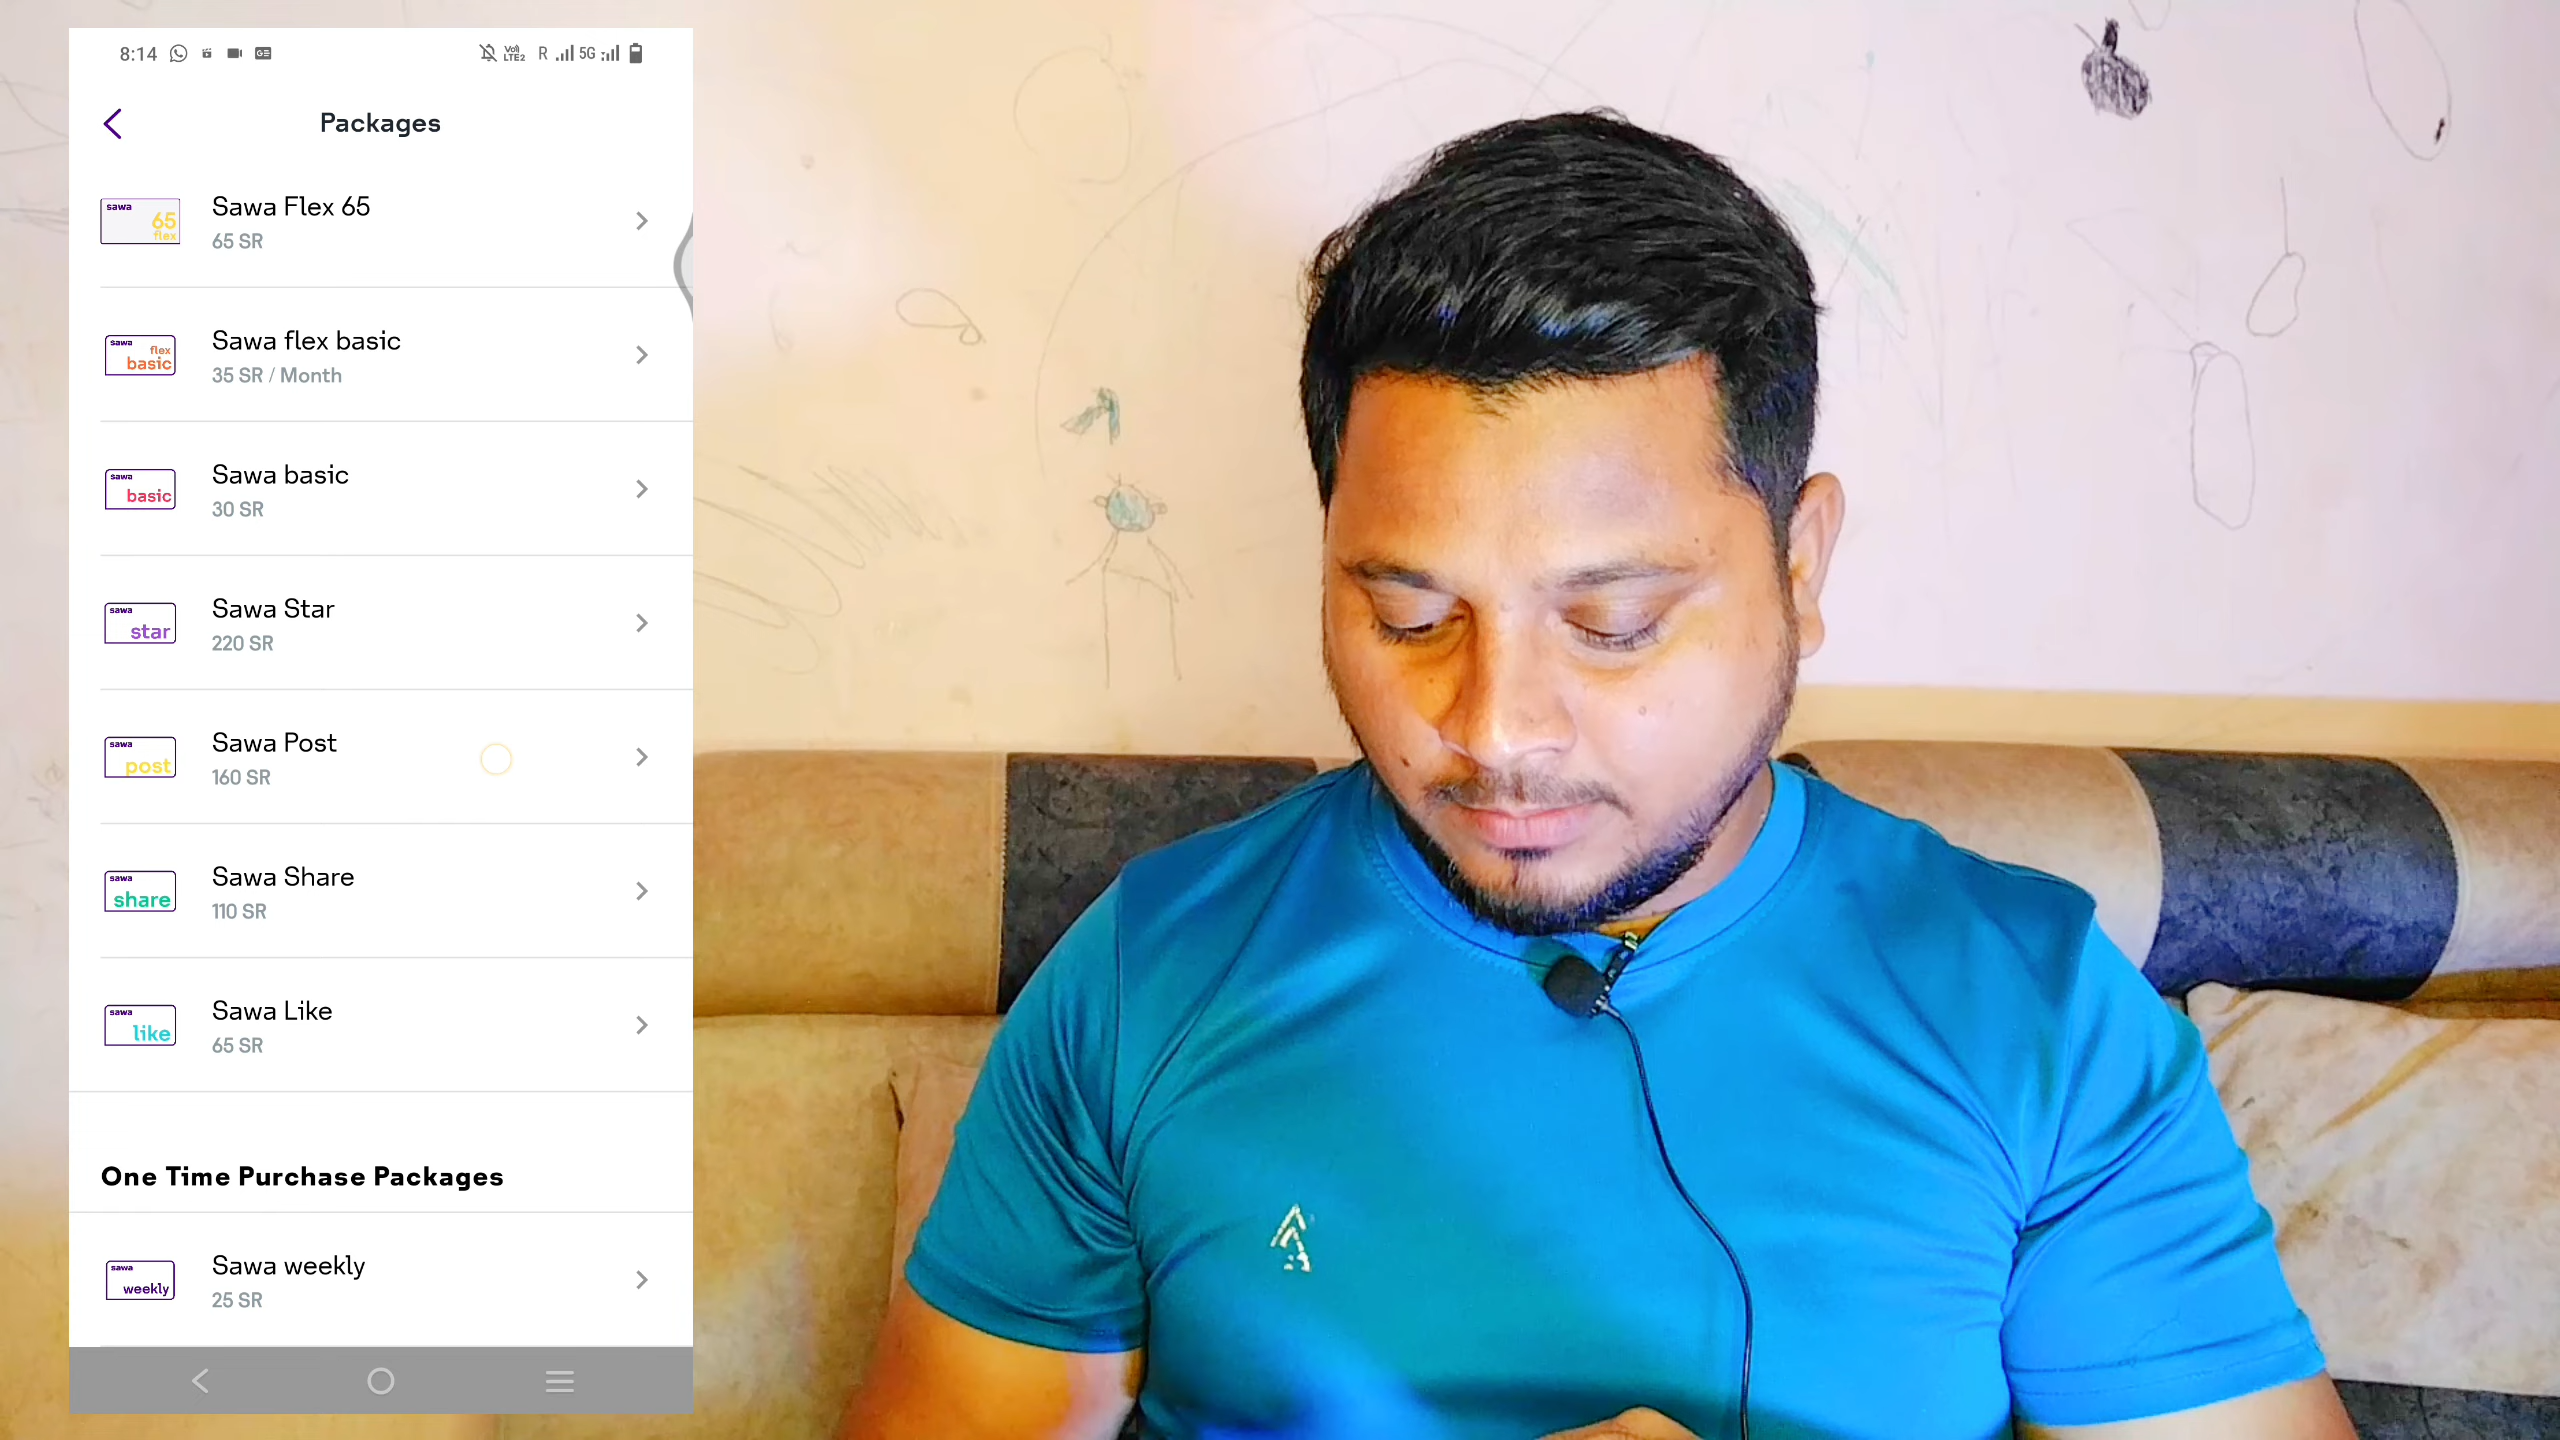 8:14
Vo))
LTE2
R
5G
Packages
sawa
65
flex
Sawa Flex 65
65 SR
sawa
flex
basic
Sawa flex basic
35 SR / Month
sawa
basic
Sawa basic
30 SR
sawa
star
Sawa Star
220 SR
sawa
post
Sawa Post
160 SR
sawa
share
Sawa Share
110 SR
sawa
like
Sawa Like
65 SR
One Time Purchase Packages
sawa
weekly
Sawa weekly
25 SR